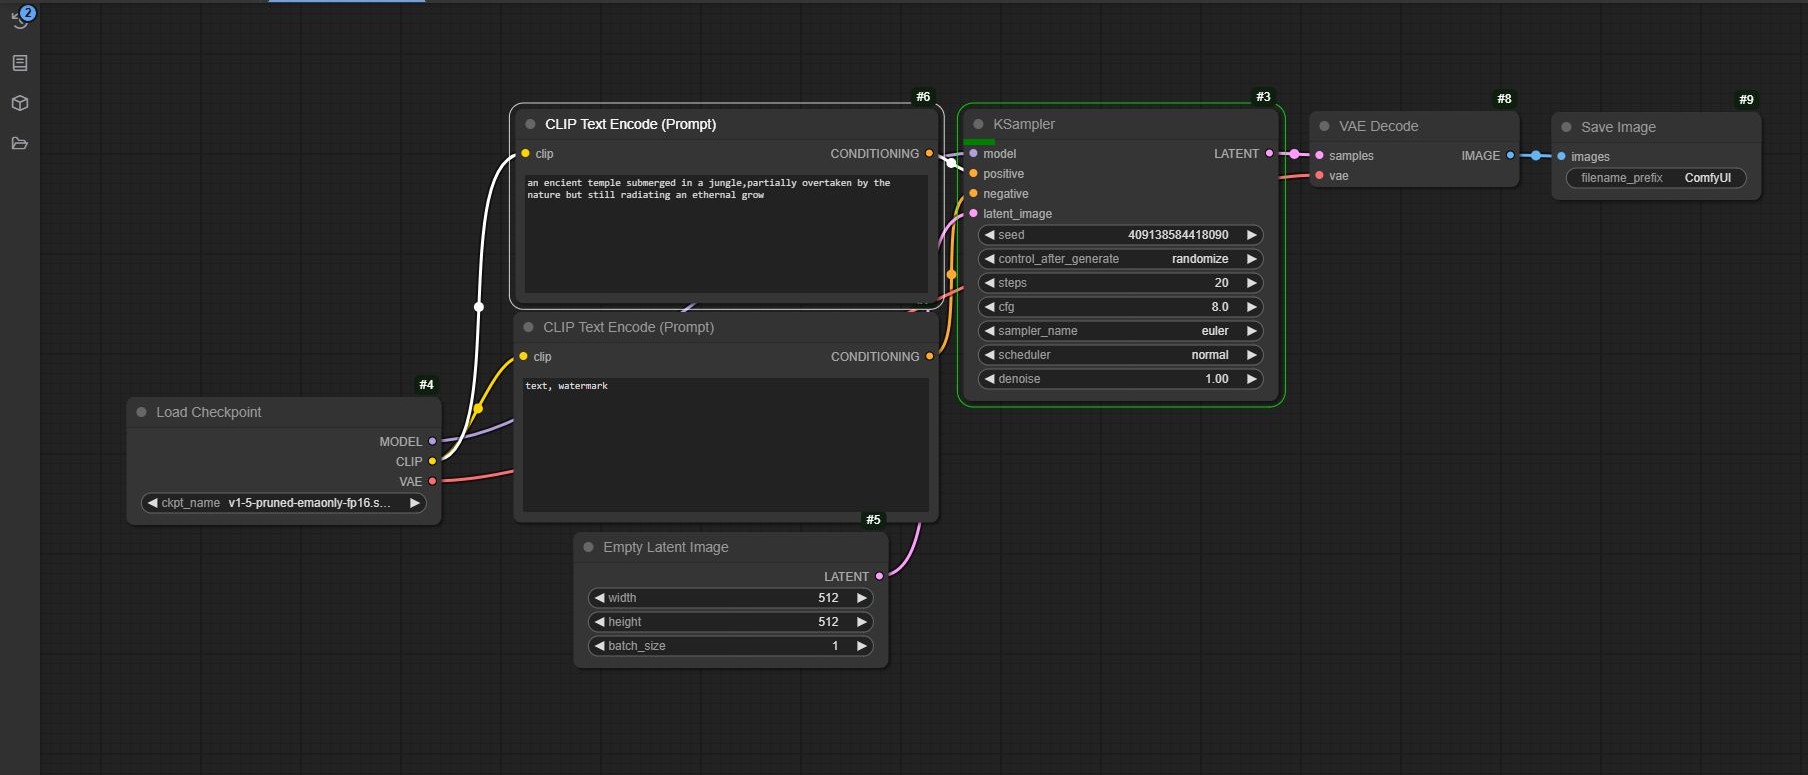 2
#6
CLIP Text Encode (Prompt)
clip
CONDITIONING
an encient temple submerged in a jungle,partially overtaken by the
nature but still radiating an ethernal grow
CLIP Text Encode (Prompt)
clip
CONDITIONING
text, watermark
#4
Load Checkpoint
MODEL
CLIP
VAE
ckpt_name v1-5-pruned-emaonly-fp16.s...
#5
Empty Latent Image
LATENT
width 512
height 512
batch_size 1
#3
KSampler
model LATENT
positive
negative
latent_image
seed 409138584418090
control_after_generate randomize
steps 20
cfg 8.0
sampler_name euler
scheduler normal
denoise 1.00
#8
VAE Decode
samples IMAGE
vae
#9
Save Image
images
filename_prefix ComfyUI